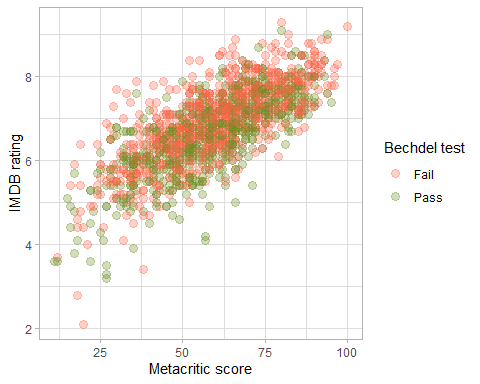 8
6
4
2
IMDB rating
25 50 75 100
Metacritic score
Bechdel test
Fail
Pass